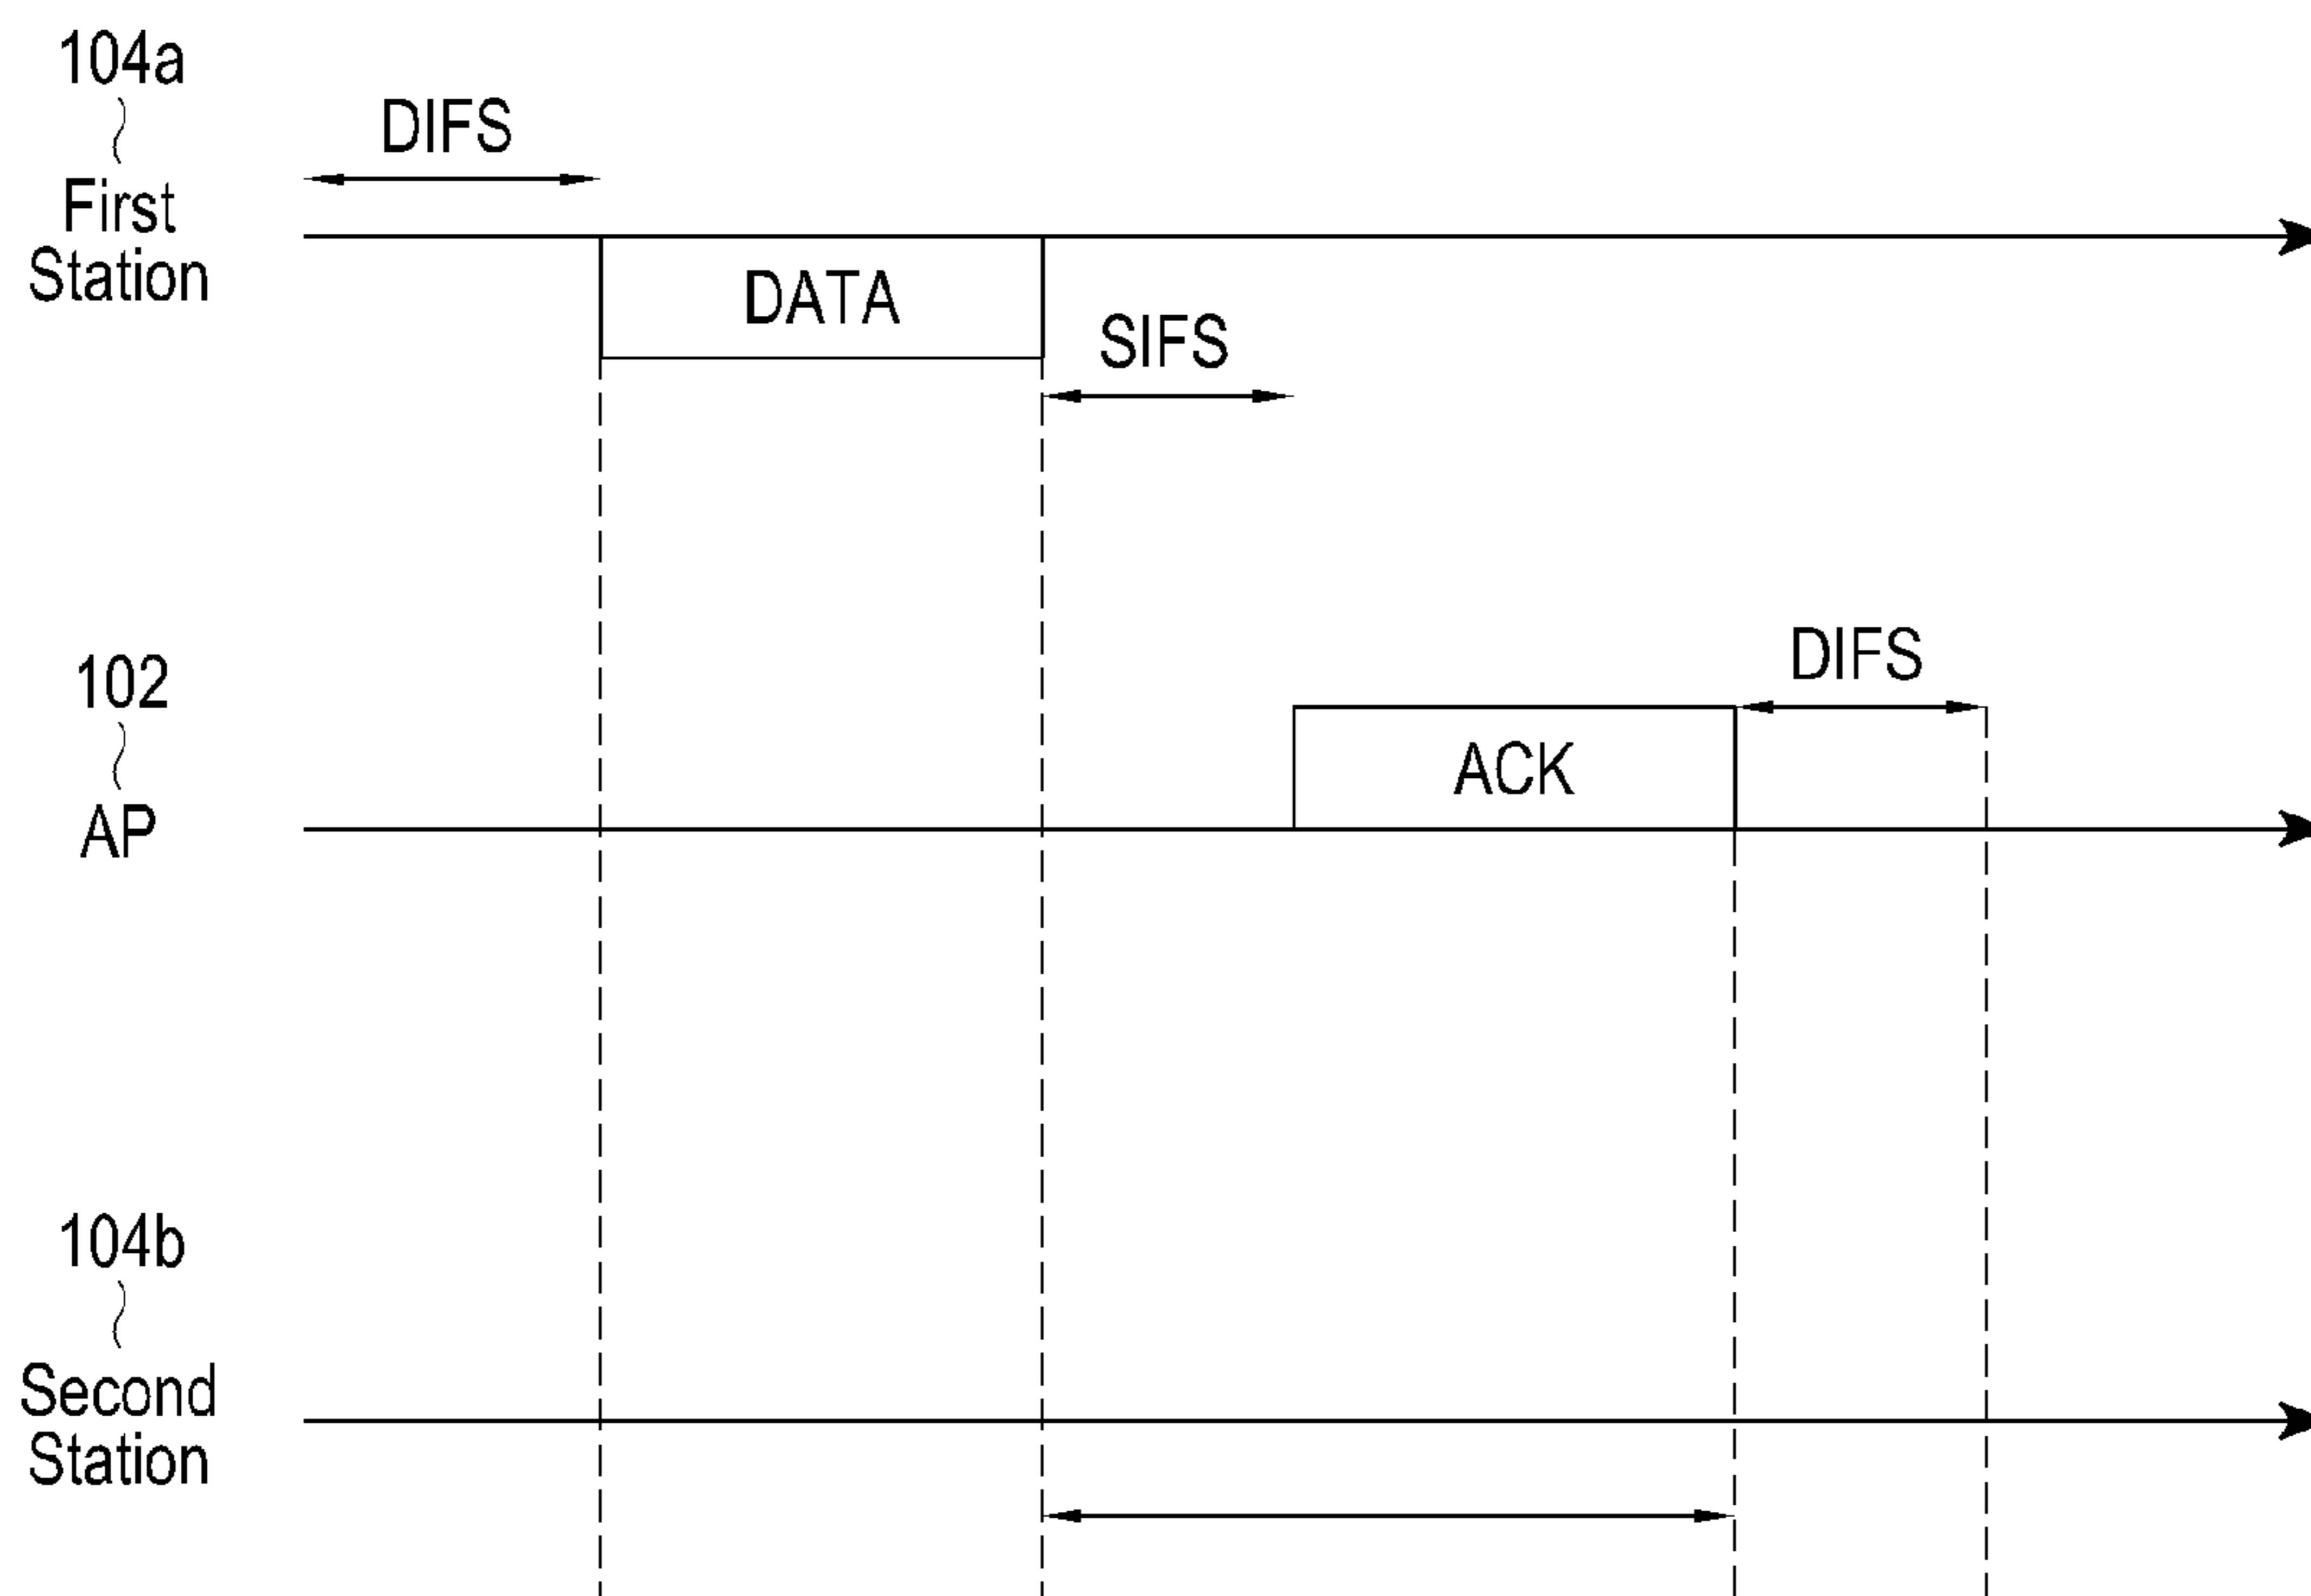 104a
First
Station
DIFS
DATA
SIFS
102
AP
ACK
DIFS
104b
Second
Station